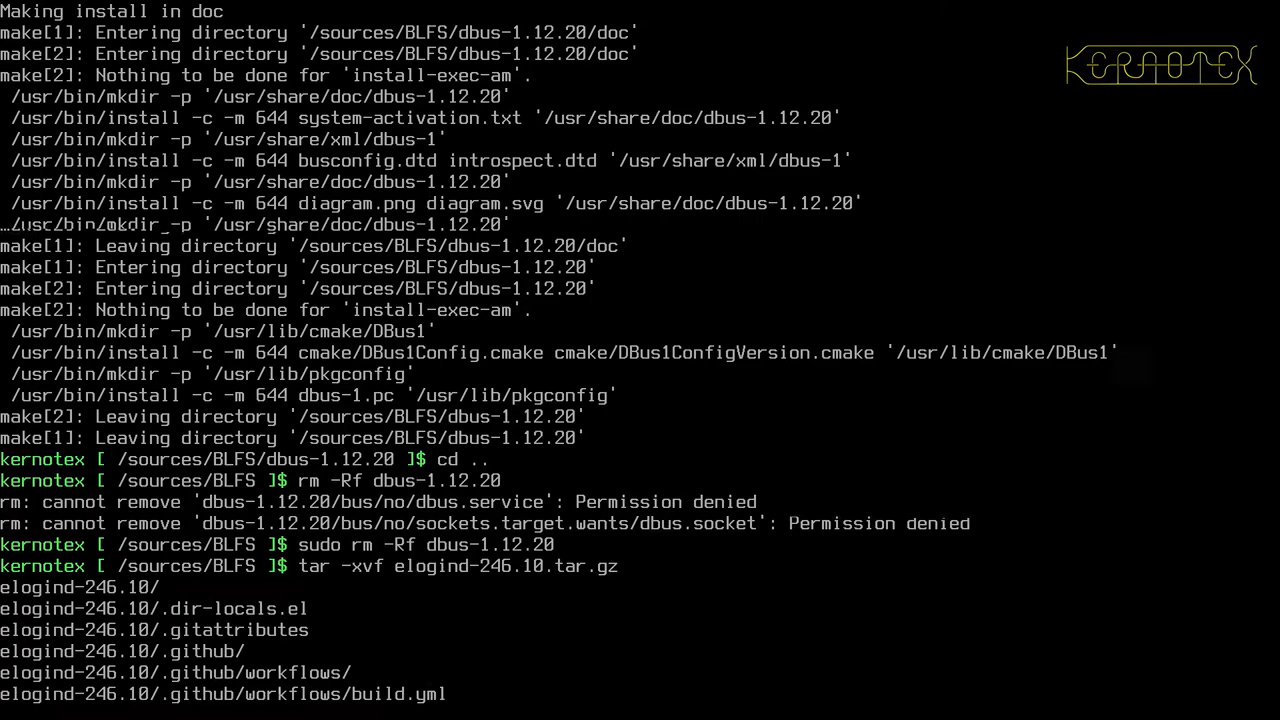 Making install in doc
make[1]: Entering directory '/sources/BLFS/dbus-1.12.20/doc'
make[2]: Entering directory '/sources/BLFS/dbus-1.12.20/doc'
make[2]: Nothing to be done for 'install-exec-am'.
 /usr/bin/mkdir -p '/usr/share/doc/dbus-1.12.20'
 /usr/bin/install -c -m 644 system-activation.txt '/usr/share/doc/dbus-1.12.20'
 /usr/bin/mkdir -p '/usr/share/xml/dbus-1'
 /usr/bin/install -c -m 644 busconfig.dtd introspect.dtd '/usr/share/xml/dbus-1'
 /usr/bin/mkdir -p '/usr/share/doc/dbus-1.12.20'
 /usr/bin/install -c -m 644 diagram.png diagram.svg '/usr/share/doc/dbus-1.12.20'
 /usr/bin/mkdir -p '/usr/share/doc/dbus-1.12.20'
make[1]: Leaving directory '/sources/BLFS/dbus-1.12.20/doc'
make[1]: Entering directory '/sources/BLFS/dbus-1.12.20'
make[2]: Entering directory '/sources/BLFS/dbus-1.12.20'
make[2]: Nothing to be done for 'install-exec-am'.
 /usr/bin/mkdir -p '/usr/lib/cmake/DBus1'
 /usr/bin/install -c -m 644 cmake/DBus1Config.cmake cmake/DBus1ConfigVersion.cmake '/usr/lib/cmake/DBus1'
 /usr/bin/mkdir -p '/usr/lib/pkgconfig'
 /usr/bin/install -c -m 644 dbus-1.pc '/usr/lib/pkgconfig'
make[2]: Leaving directory '/sources/BLFS/dbus-1.12.20'
make[1]: Leaving directory '/sources/BLFS/dbus-1.12.20'
kernotex [ /sources/BLFS/dbus-1.12.20 ]$ cd ..
kernotex [ /sources/BLFS ]$ rm -Rf dbus-1.12.20
rm: cannot remove 'dbus-1.12.20/bus/no/dbus.service': Permission denied
rm: cannot remove 'dbus-1.12.20/bus/no/sockets.target.wants/dbus.socket': Permission denied
kernotex [ /sources/BLFS ]$ sudo rm -Rf dbus-1.12.20
kernotex [ /sources/BLFS ]$ tar -xvf elogind-246.10.tar.gz
elogind-246.10/
elogind-246.10/.dir-locals.el
elogind-246.10/.gitattributes
elogind-246.10/.github/
elogind-246.10/.github/workflows/
elogind-246.10/.github/workflows/build.yml
KERNOTEX